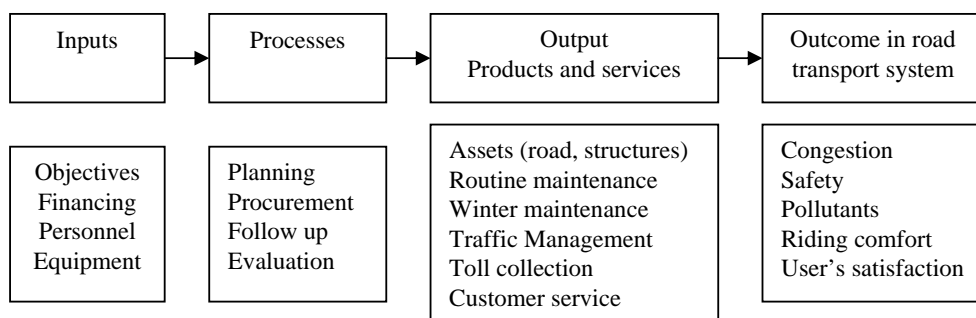 Inputs
Processes
Output
Products and services
Outcome in road
transport system
Objectives
Financing
Personnel
Equipment
Planning
Procurement
Follow up
Evaluation
Assets (road, structures)
Routine maintenance
Winter maintenance
Traffic Management
Toll collection
Customer service
Congestion
Safety
Pollutants
Riding comfort
User's satisfaction